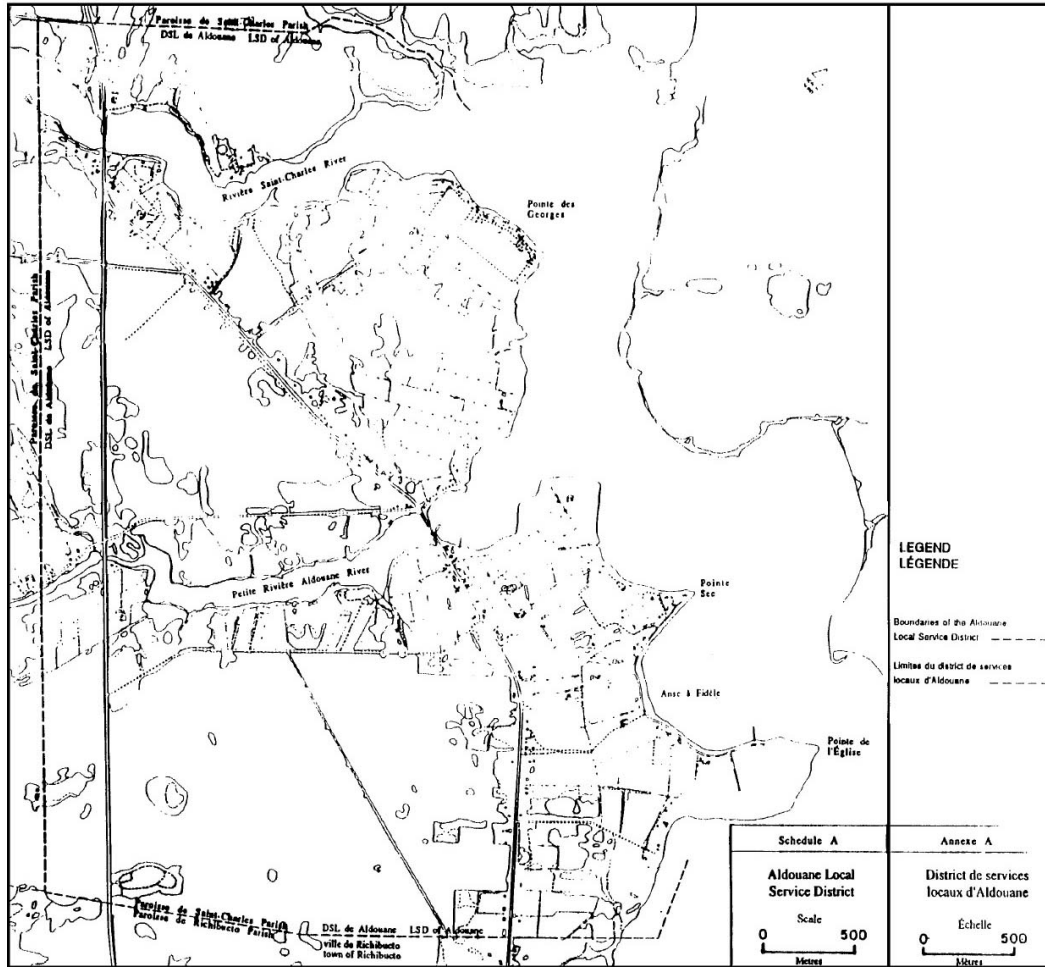 Paroisse de Saint-Charles Parish
DSL de Aldouane LSD of Aldouane
Rivière Saint-Charles River
Pointe des
Georges
Paroisse de Saint-Charles Parish
DSL de Aldouane LSD of Aldouane
Petite Rivière Aldouane River
Pointe
Sec
Anse à Fidèle
Pointe de
l'Église
Paroisse de Saint-Charles Parish
Paroisse de Richibucto Parish
DSL de Aldouane LSD of Aldouane
ville de Richibucto
town of Richibucto
LEGEND
LÉGENDE
Boundaries of the Aldouane
Local Service District
Limites du district de services
locaux d'Aldouane
Schedule A
Aldouane Local
Service District
Scale
0 500
Metres
Annexe A
District de services
locaux d'Aldouane
Échelle
0 500
Mètres